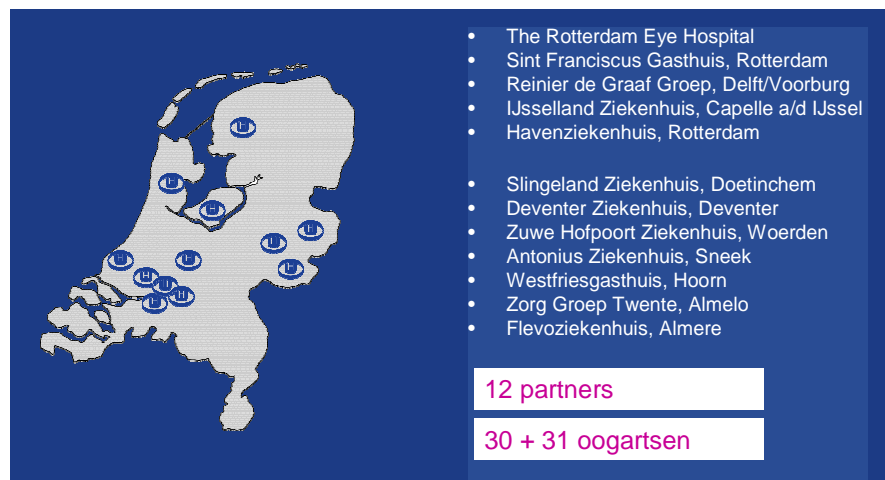 • The Rotterdam Eye Hospital
• Sint Franciscus Gasthuis, Rotterdam
• Reinier de Graaf Groep, Delft/Voorburg
• IJsselland Ziekenhuis, Capelle a/d IJssel
• Havenziekenhuis, Rotterdam
• Slingeland Ziekenhuis, Doetinchem
• Deventer Ziekenhuis, Deventer
• Zuwe Hofpoort Ziekenhuis, Woerden
• Antonius Ziekenhuis, Sneek
• Westfriesgasthuis, Hoorn
• Zorg Groep Twente, Almelo
• Flevoziekenhuis, Almere
12 partners
30 + 31 oogartsen